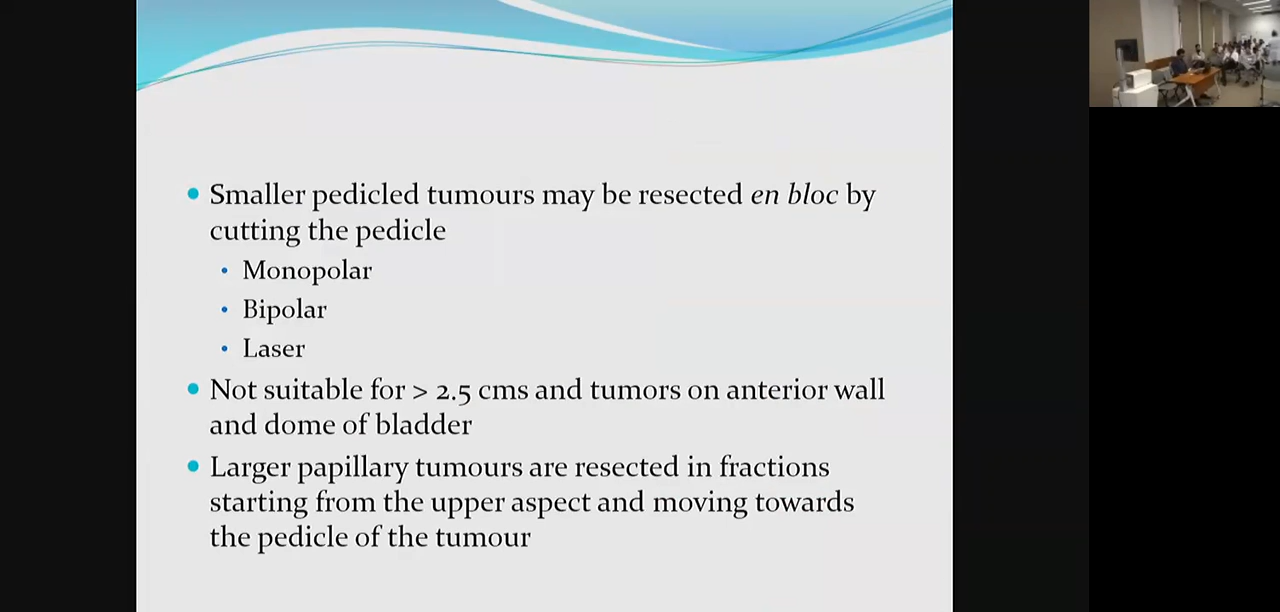 Smaller pedicled tumours may be resected en bloc by
cutting the pedicle
Monopolar
Bipolar
Laser
Not suitable for > 2.5 cms and tumors on anterior wall
and dome of bladder
Larger papillary tumours are resected in fractions
starting from the upper aspect and moving towards
the pedicle of the tumour